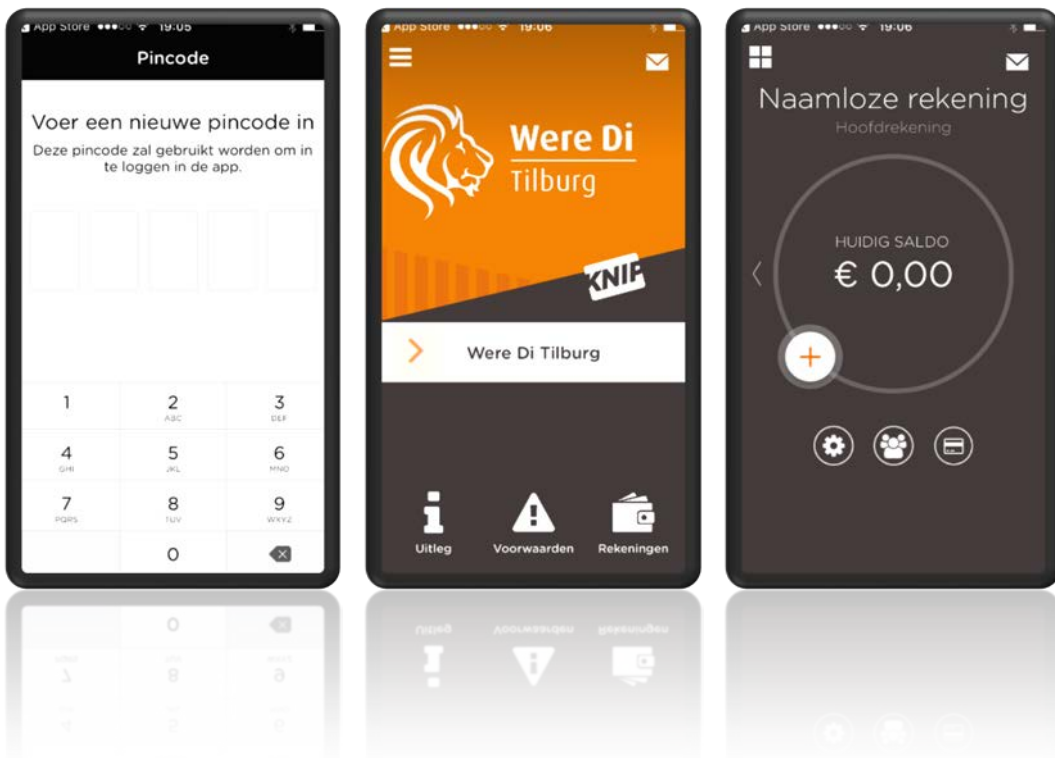 App Store 19:05
Pincode
Voer een nieuwe pincode in
Deze pincode zal gebruikt worden om in
te loggen in de app.
1 2 3
ABC DEF
4 5 6
GHI JKL MNO
7 8 9
PQRS TUV WXYZ
0
App Store 19:06
Were Di
Tilburg
KNIP
Were Di Tilburg
Uitleg Voorwaarden Rekeningen
App Store 19:06
Naamloze rekening
Hoofdrekening
HUIDIG SALDO
€ 0,00